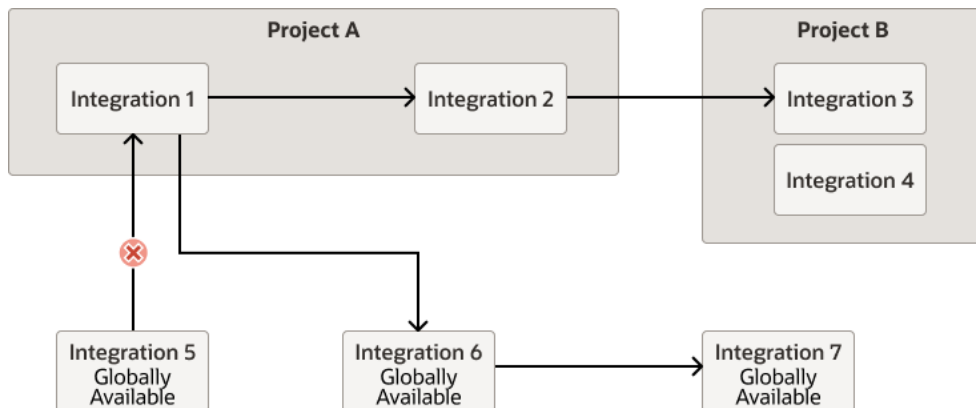 Project A
Project B
Integration 1
Integration 2
Integration 3
Integration 4
Integration 5
Globally
Available
Integration 6
Globally
Available
Integration 7
Globally
Available